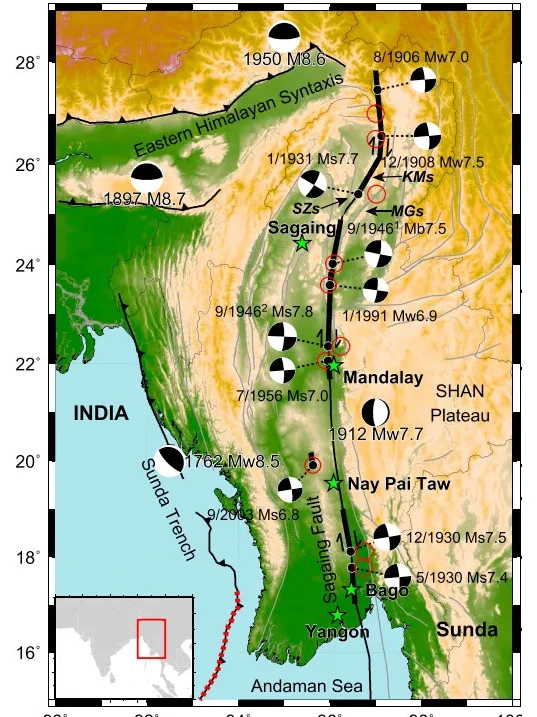 28°
1950 M8.6
8/1906 Mw7.0
Eastern Himalayan Syntaxis
26°
1/1931 Ms7.7
12/1908 Mw7.5
KMs
1897 M8.7
SZs
MGs
Sagaing
9/1946¹ Mb7.5
24°
9/1946² Ms7.8
1/1991 Mw6.9
22°
Mandalay
7/1956 Ms7.0
SHAN
Plateau
INDIA
1912 Mw7.7
20°
1762 Mw8.5
Nay Pai Taw
Sunda Trench
9/2003 Ms6.8
Sagaing Fault
12/1930 Ms7.5
18°
5/1930 Ms7.4
Bago
Yangon
Sunda
16°
Andaman Sea